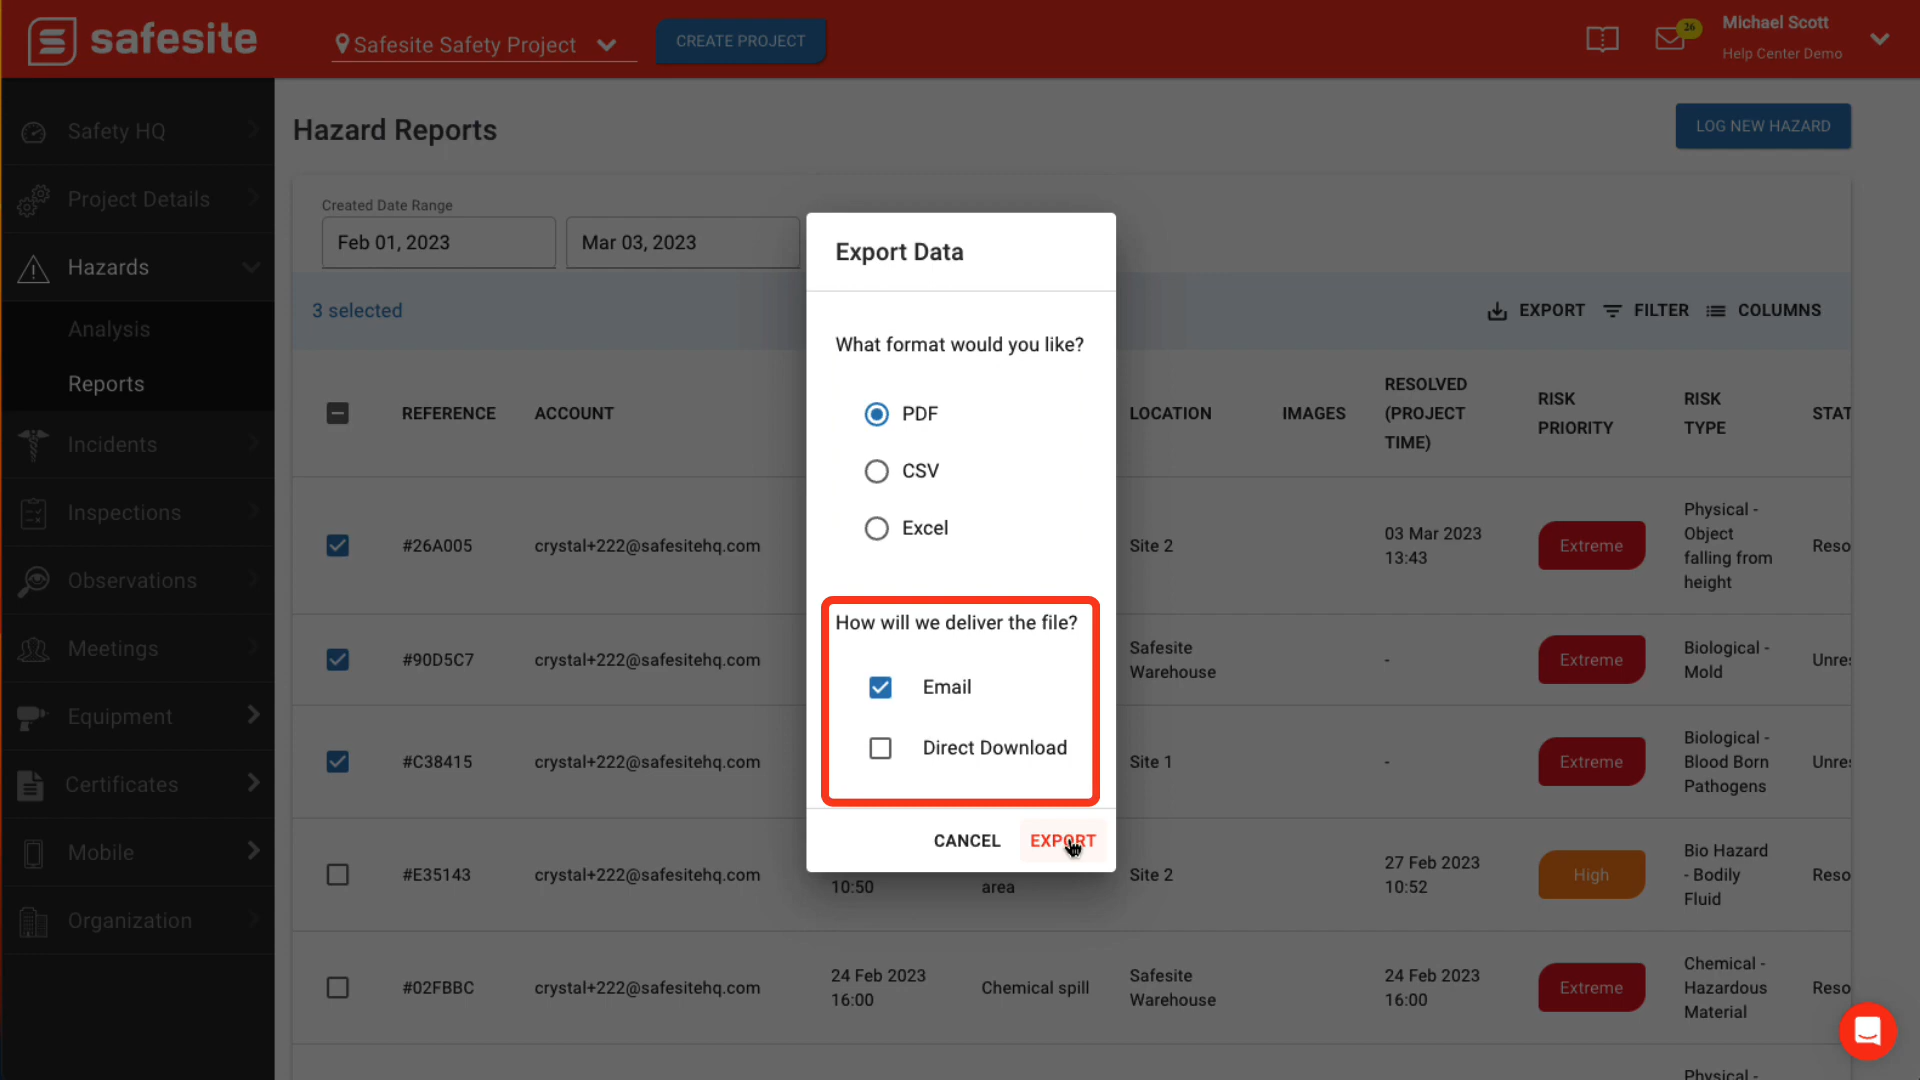 safesite
Safesite Safety Project
CREATE PROJECT
26
Michael Scott
Help Center Demo
Safety HQ
Project Details
Hazards
Analysis
Reports
Incidents
Inspections
Observations
Meetings
Equipment
Certificates
Mobile
Organization
Hazard Reports
LOG NEW HAZARD
Created Date Range
Feb 01, 2023
Mar 03, 2023
3 selected
EXPORT
FILTER
COLUMNS
REFERENCE
ACCOUNT
LOCATION
IMAGES
RESOLVED
(PROJECT
TIME)
RISK
PRIORITY
RISK
TYPE
STAT
#26A005
crystal+222@safesitehq.com
Site 2
03 Mar 2023
13:43
Extreme
Physical -
Object
falling from
height
Reso
#90D5C7
crystal+222@safesitehq.com
Safesite
Warehouse
-
Extreme
Biological -
Mold
Unres
#C38415
crystal+222@safesitehq.com
Site 1
-
Extreme
Biological -
Blood Born
Pathogens
Unres
#E35143
crystal+222@safesitehq.com
10:50
area
Site 2
27 Feb 2023
10:52
High
Bio Hazard
- Bodily
Fluid
Reso
#02FBBC
crystal+222@safesitehq.com
24 Feb 2023
16:00
Chemical spill
Safesite
Warehouse
24 Feb 2023
16:00
Extreme
Chemical -
Hazardous
Material
Reso
Physical -
Export Data
What format would you like?
PDF
CSV
Excel
How will we deliver the file?
Email
Direct Download
CANCEL
EXPORT